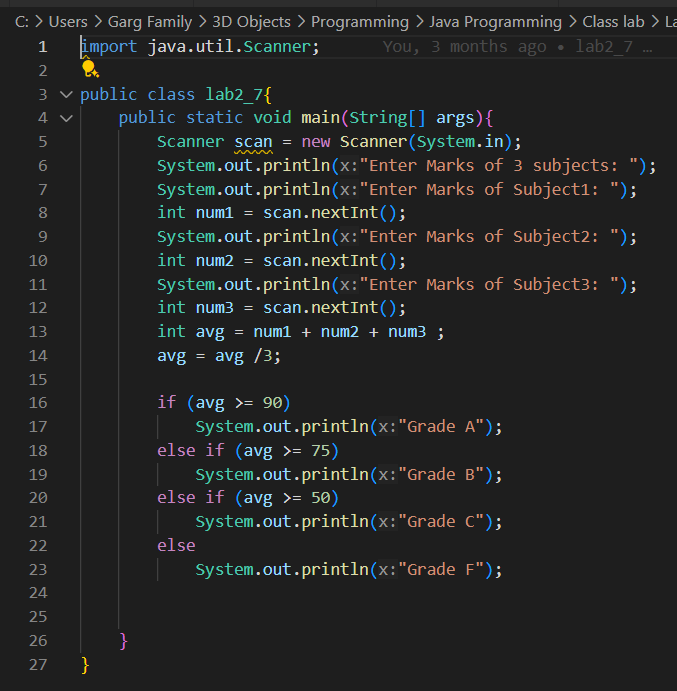 C: > Users > Garg Family > 3D Objects > Programming > Java Programming > Class lab > La
1 import java.util.Scanner; You, 3 months ago • lab2_7 …
2
3 public class lab2_7{
4 public static void main(String[] args){
5 Scanner scan = new Scanner(System.in);
6 System.out.println(x:"Enter Marks of 3 subjects: ");
7 System.out.println(x:"Enter Marks of Subject1: ");
8 int num1 = scan.nextInt();
9 System.out.println(x:"Enter Marks of Subject2: ");
10 int num2 = scan.nextInt();
11 System.out.println(x:"Enter Marks of Subject3: ");
12 int num3 = scan.nextInt();
13 int avg = num1 + num2 + num3 ;
14 avg = avg /3;
15
16 if (avg >= 90)
17 System.out.println(x:"Grade A");
18 else if (avg >= 75)
19 System.out.println(x:"Grade B");
20 else if (avg >= 50)
21 System.out.println(x:"Grade C");
22 else
23 System.out.println(x:"Grade F");
24
25
26 }
27 }